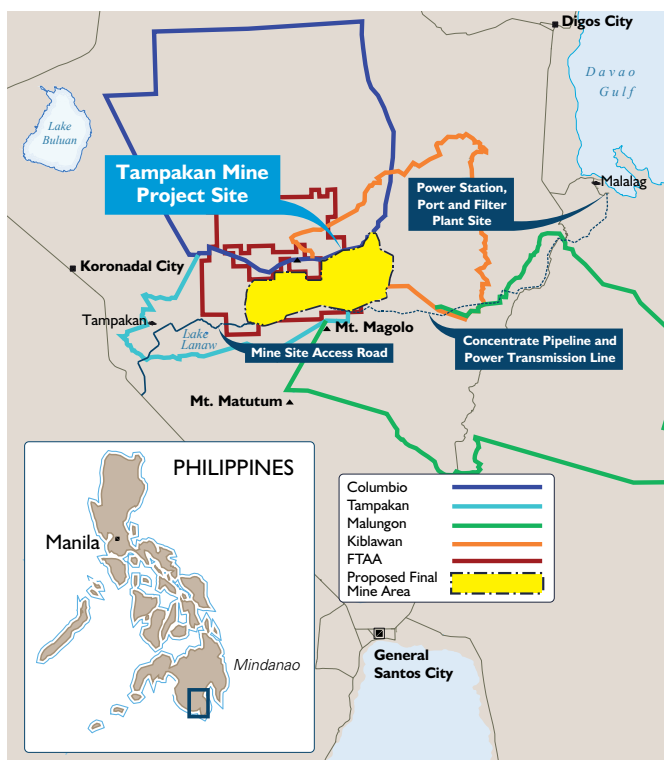 Digos City
Davao
Gulf
Lake
Buluan
Tampakan Mine
Project Site
Power Station,
Port and Filter
Plant Site
Malalag
Koronadal City
Tampakan
Lake
Lanaw
Mt. Magolo
Mine Site Access Road
Concentrate Pipeline and
Power Transmission Line
Mt. Matutum
PHILIPPINES
Manila
Mindanao
Columbio
Tampakan
Malungon
Kiblawan
FTAA
Proposed Final
Mine Area
General
Santos City